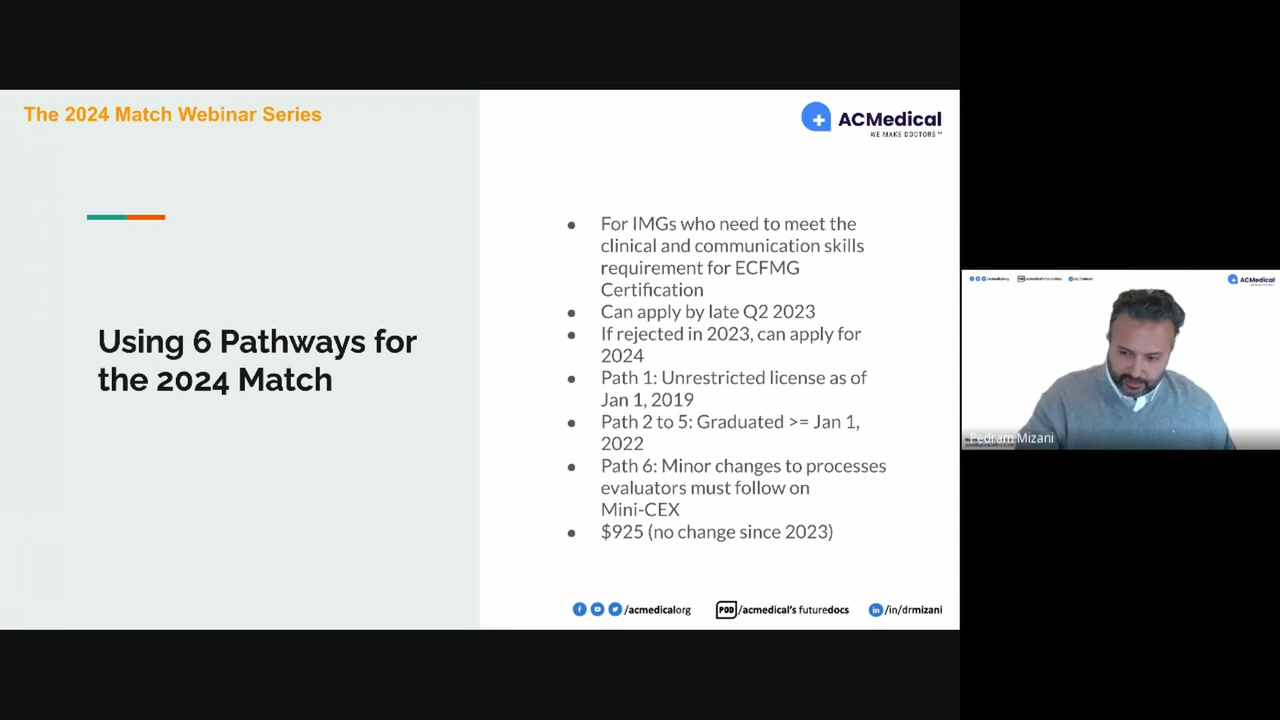 The 2024 Match Webinar Series
ACMedical
WE MAKE DOCTORS™
Using 6 Pathways for
the 2024 Match
● For IMGs who need to meet the
clinical and communication skills
requirement for ECFMG
Certification
● Can apply by late Q2 2023
● If rejected in 2023, can apply for
2024
● Path 1: Unrestricted license as of
Jan 1, 2019
● Path 2 to 5: Graduated >= Jan 1,
2022
● Path 6: Minor changes to processes
evaluators must follow on
Mini-CEX
● $925 (no change since 2023)
/acmedicalorg
POD /acmedical's futuredocs
in /in/drmizani
ACMedical
Pedram Mizani